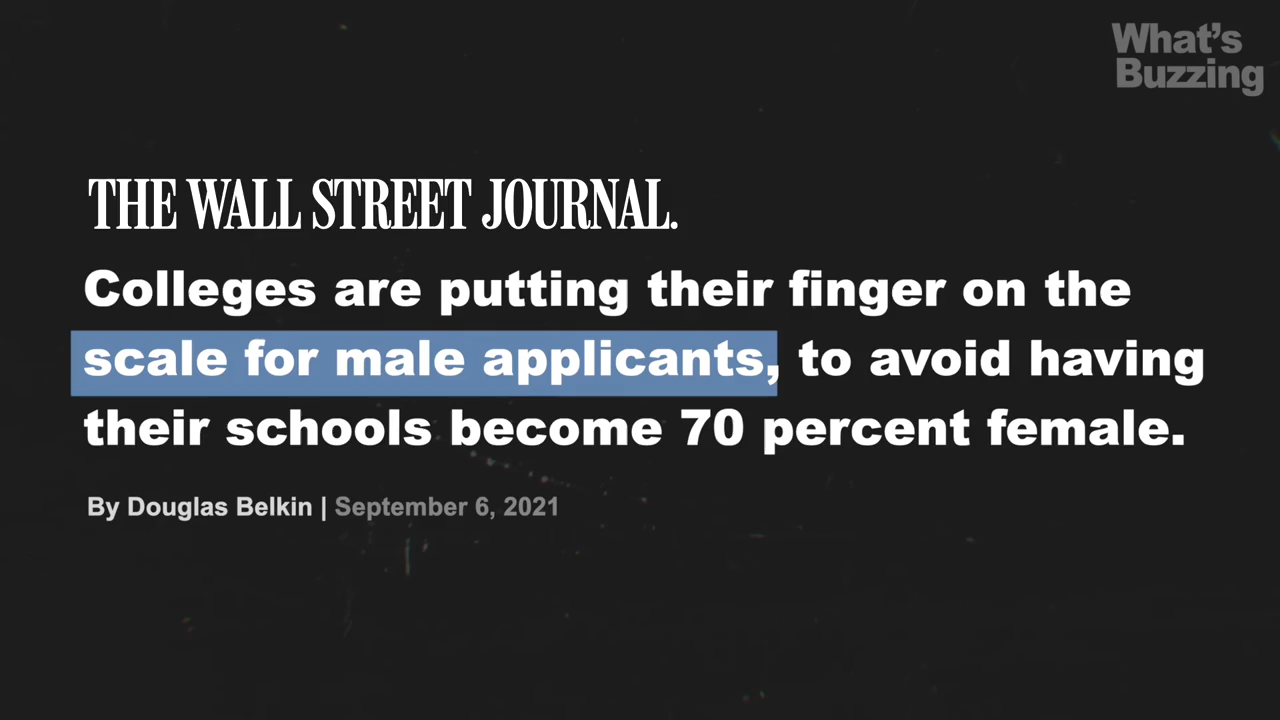 What's
Buzzing
THE WALL STREET JOURNAL.
Colleges are putting their finger on the
scale for male applicants, to avoid having
their schools become 70 percent female.
By Douglas Belkin | September 6, 2021